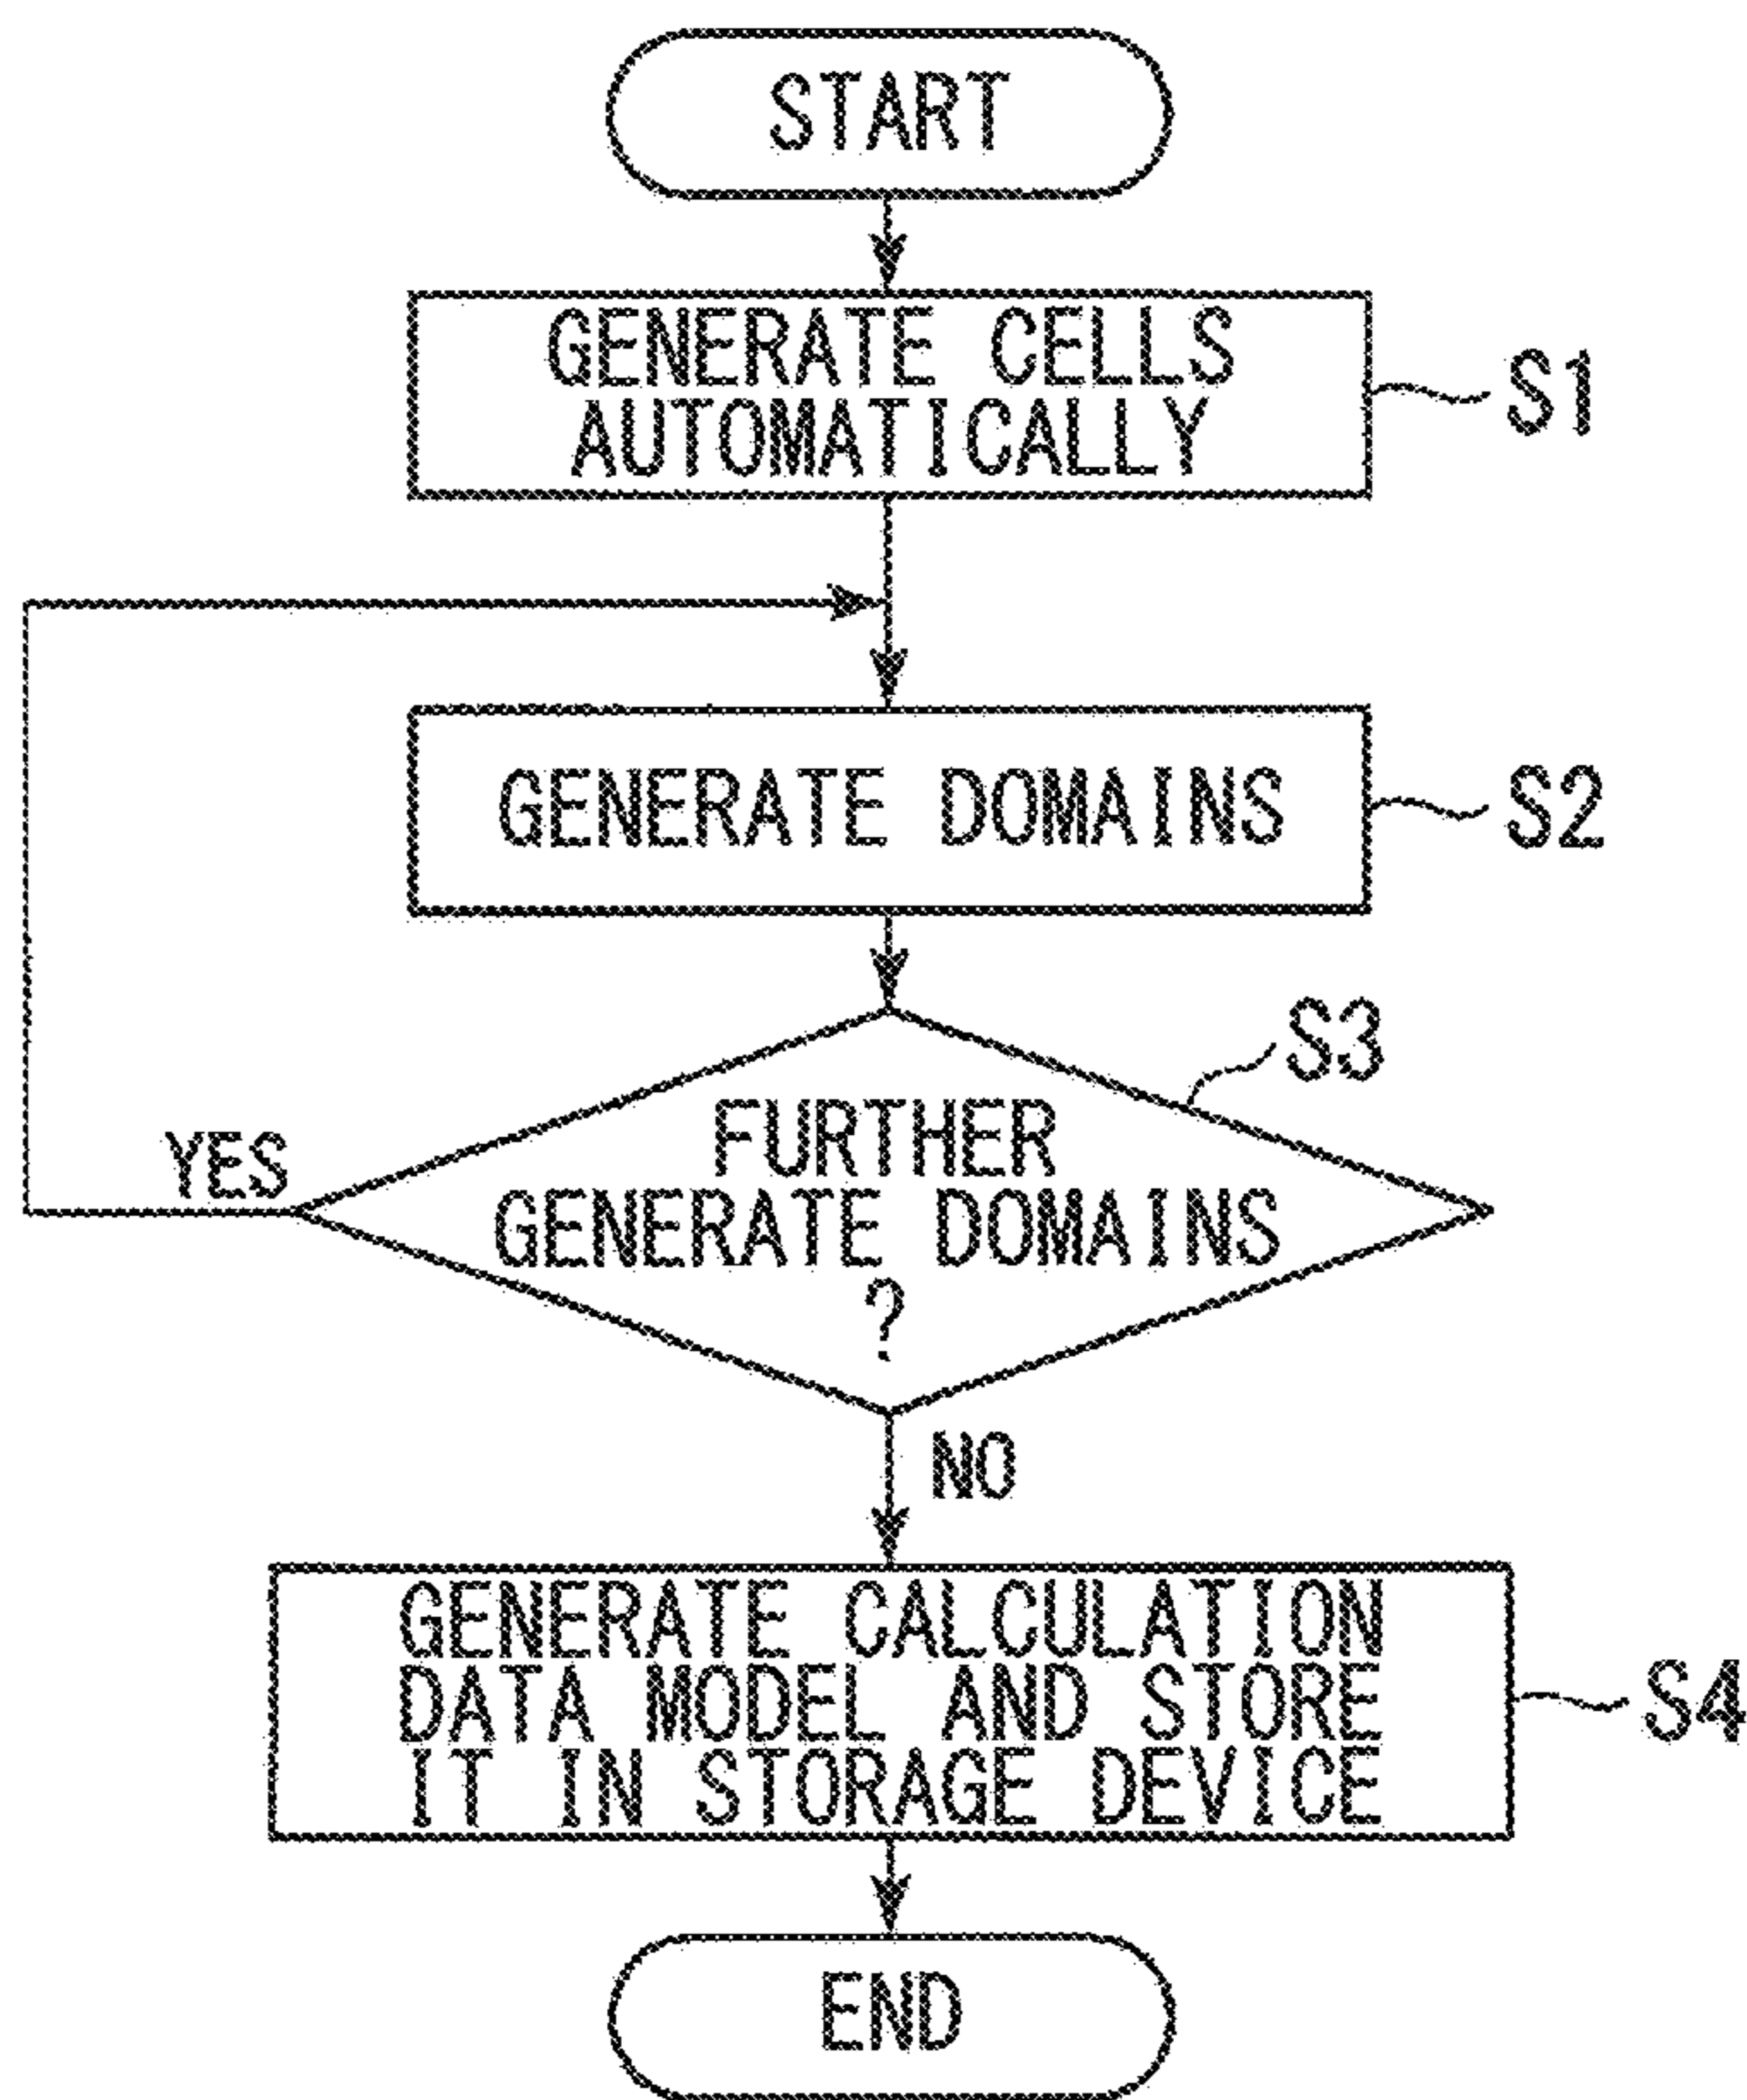 START
GENERATE CELLS
AUTOMATICALLY
S1
GENERATE DOMAINS
S2
S3
FURTHER
GENERATE DOMAINS
?
YES
NO
GENERATE CALCULATION
DATA MODEL AND STORE
IT IN STORAGE DEVICE
S4
END